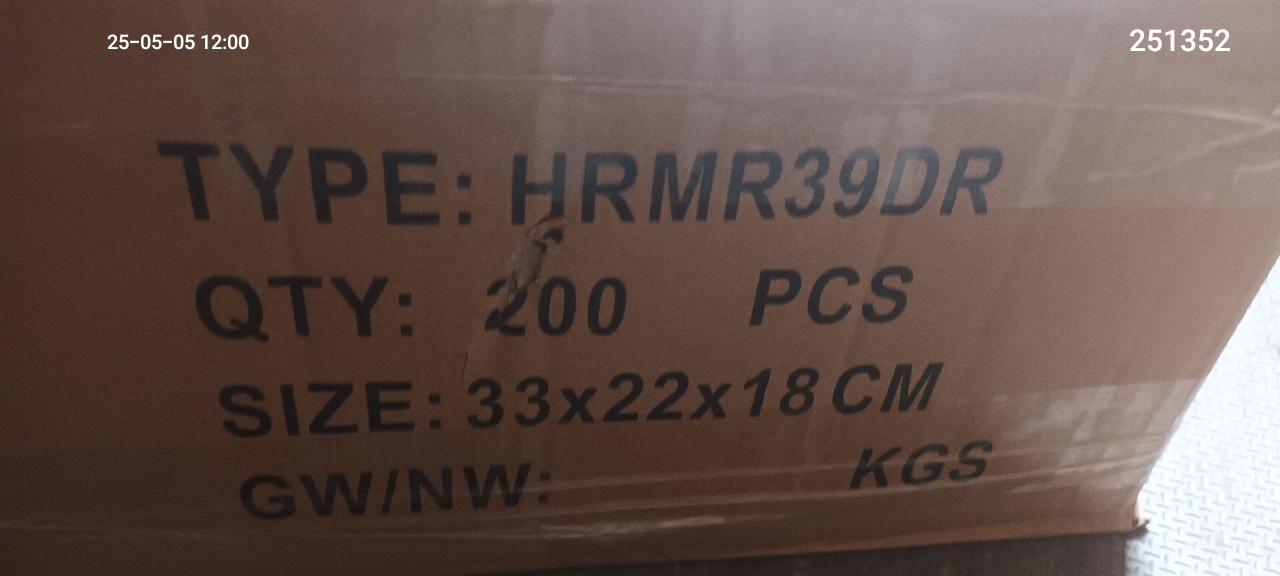 25-05-05 12:00
251352
TYPE: HRMR39DR
QTY: 200 PCS
SIZE: 33x22x18CM
GW/NW: KGS